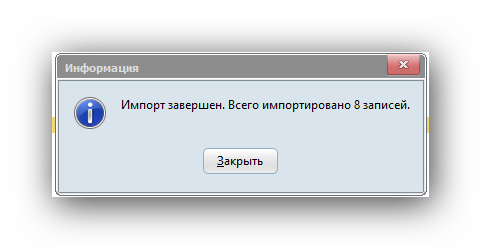 Информация
Импорт завершен. Всего импортировано 8 записей.
Закрыть